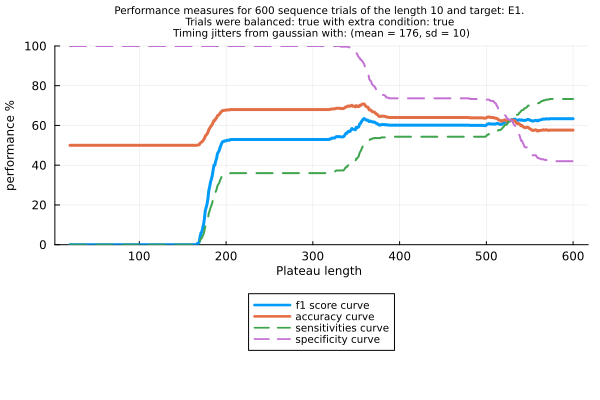 Performance measures for 600 sequence trials of the length 10 and target: E1.
Trials were balanced: true with extra condition: true
Timing jitters from gaussian with: (mean = 176, sd = 10)
100
80
60
40
20
0
performance %
100 200 300 400 500 600
Plateau length
f1 score curve
accuracy curve
sensitivities curve
specificity curve